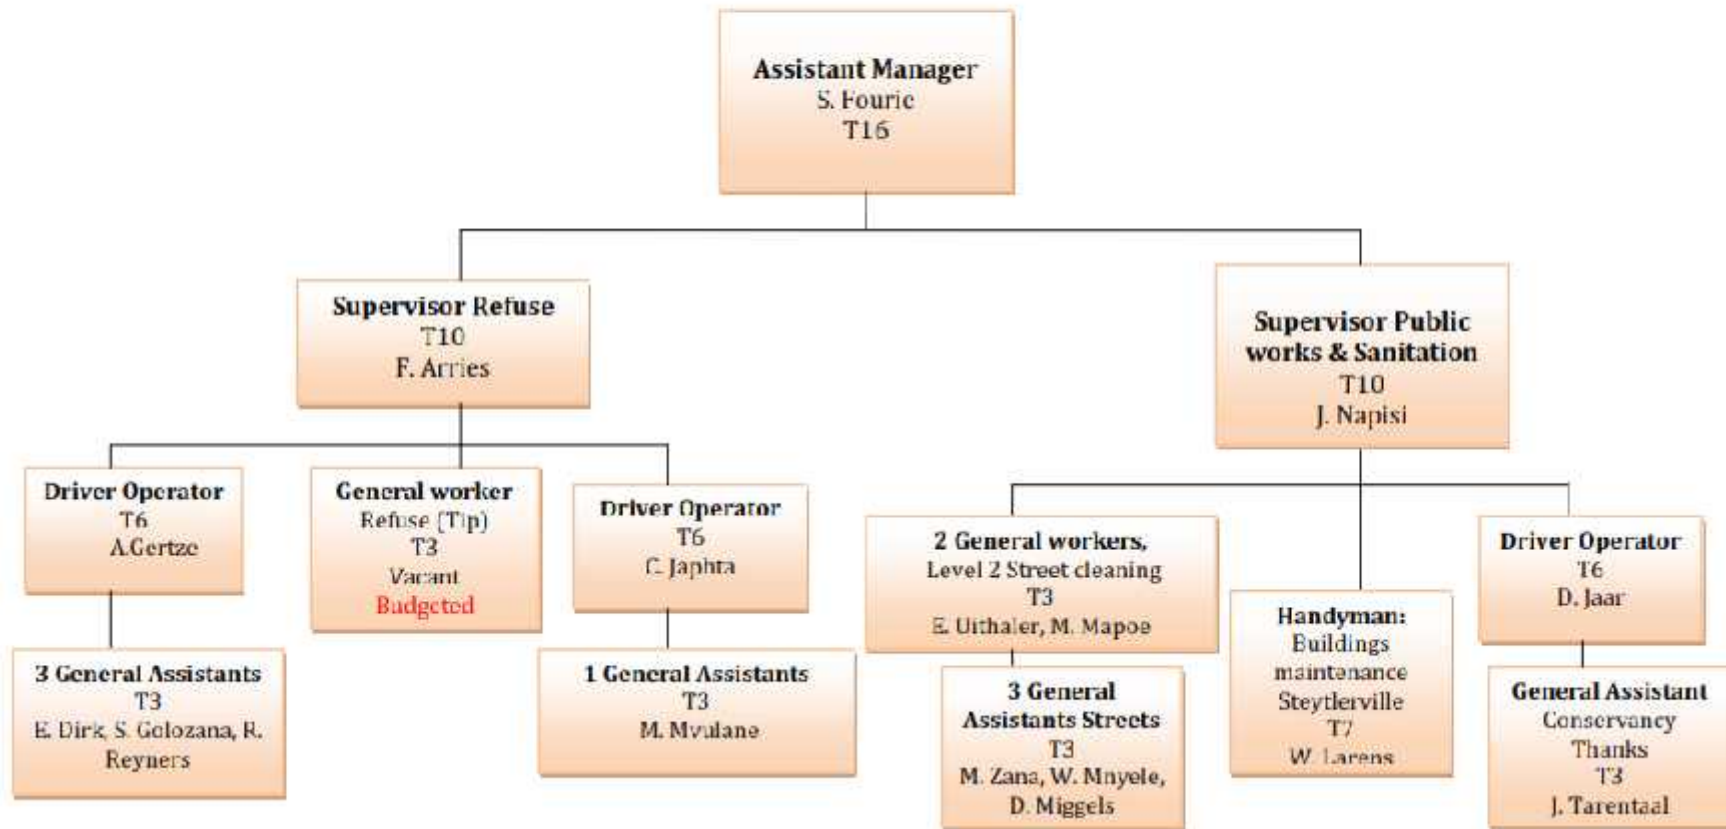 Assistant Manager
S. Fourie
T16
Supervisor Refuse
T10
F. Arries
Supervisor Public
works & Sanitation
T10
J. Napisi
Driver Operator
T6
A.Gertze
General worker
Refuse (Tip)
T3
Vacant
Budgeted
Driver Operator
T6
C. Japhta
2 General workers,
Level 2 Street cleaning
T3
E. Uithaler, M. Mapoe
Handyman:
Buildings
maintenance
Steytlerville
T7
W. Larens
Driver Operator
T6
D. Jaar
3 General Assistants
T3
E. Dirk, S. Golozana, R.
Reyners
1 General Assistants
T3
M. Mvulane
3 General
Assistants Streets
T3
M. Zana, W. Mnyele,
D. Miggels
General Assistant
Conservancy
Thanks
T3
J. Tarentaal